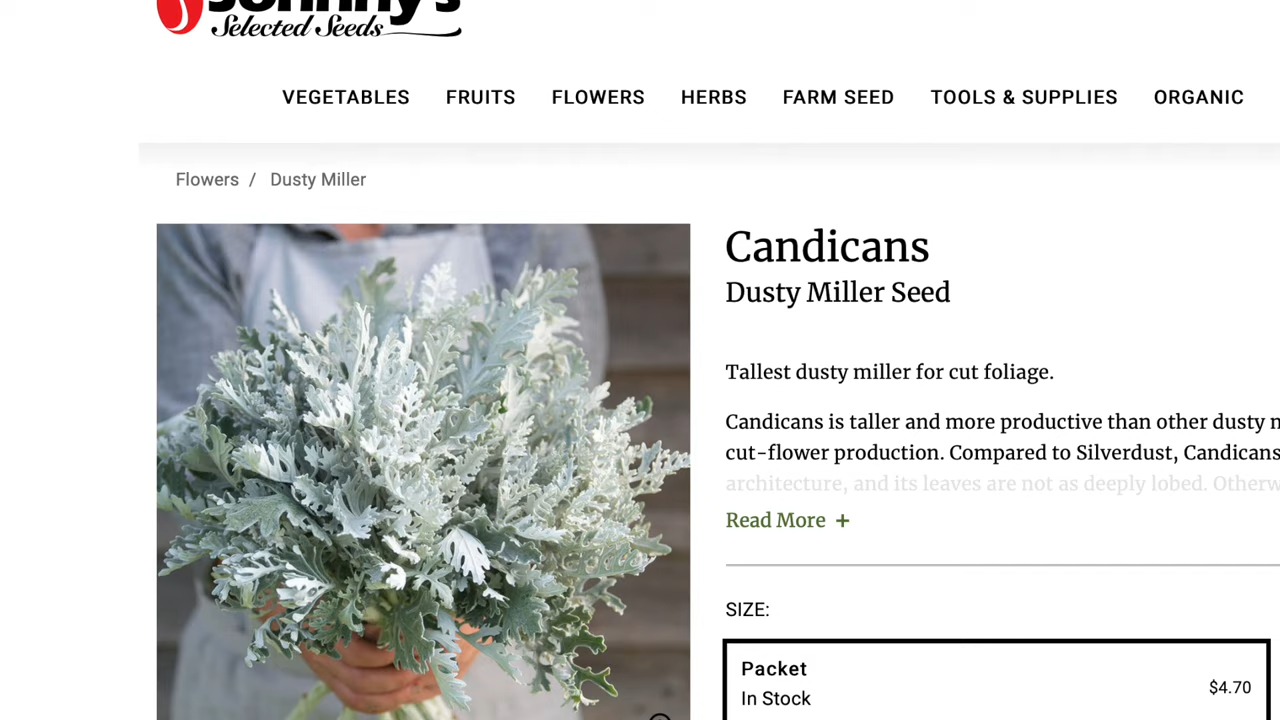 Johnny's
Selected Seeds
VEGETABLES FRUITS FLOWERS HERBS FARM SEED TOOLS & SUPPLIES ORGANIC
Flowers / Dusty Miller
Candicans
Dusty Miller Seed
Tallest dusty miller for cut foliage.
Candicans is taller and more productive than other dusty
cut-flower production. Compared to Silverdust, Candicans
architecture, and its leaves are not as deeply lobed. Otherw
Read More +
SIZE:
Packet
In Stock
$4.70